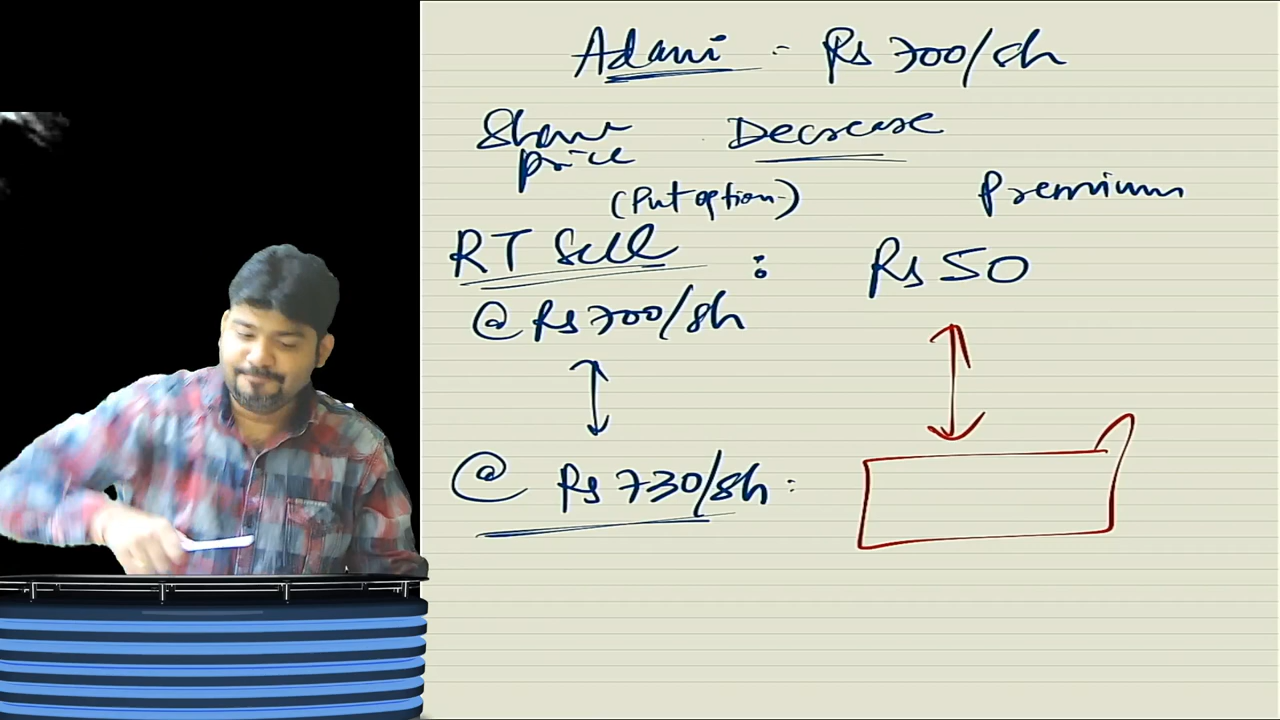 Adani - Rs 700/sh
Share price Decrease
(Put option) Premium
RT Sell : Rs 50
@ Rs 700/sh
@ Rs 730/sh :